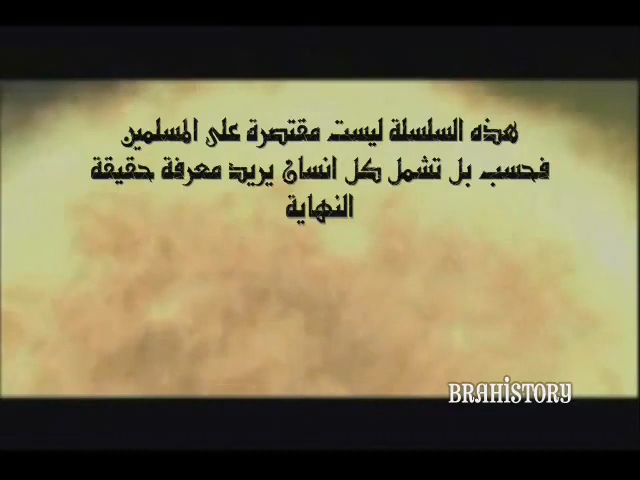 هذه السلسلة ليست مقتصرة على المسلمين
فحسب بل تشمل كل انسان يريد معرفة حقيقة
النهاية
BRAHiSTORY